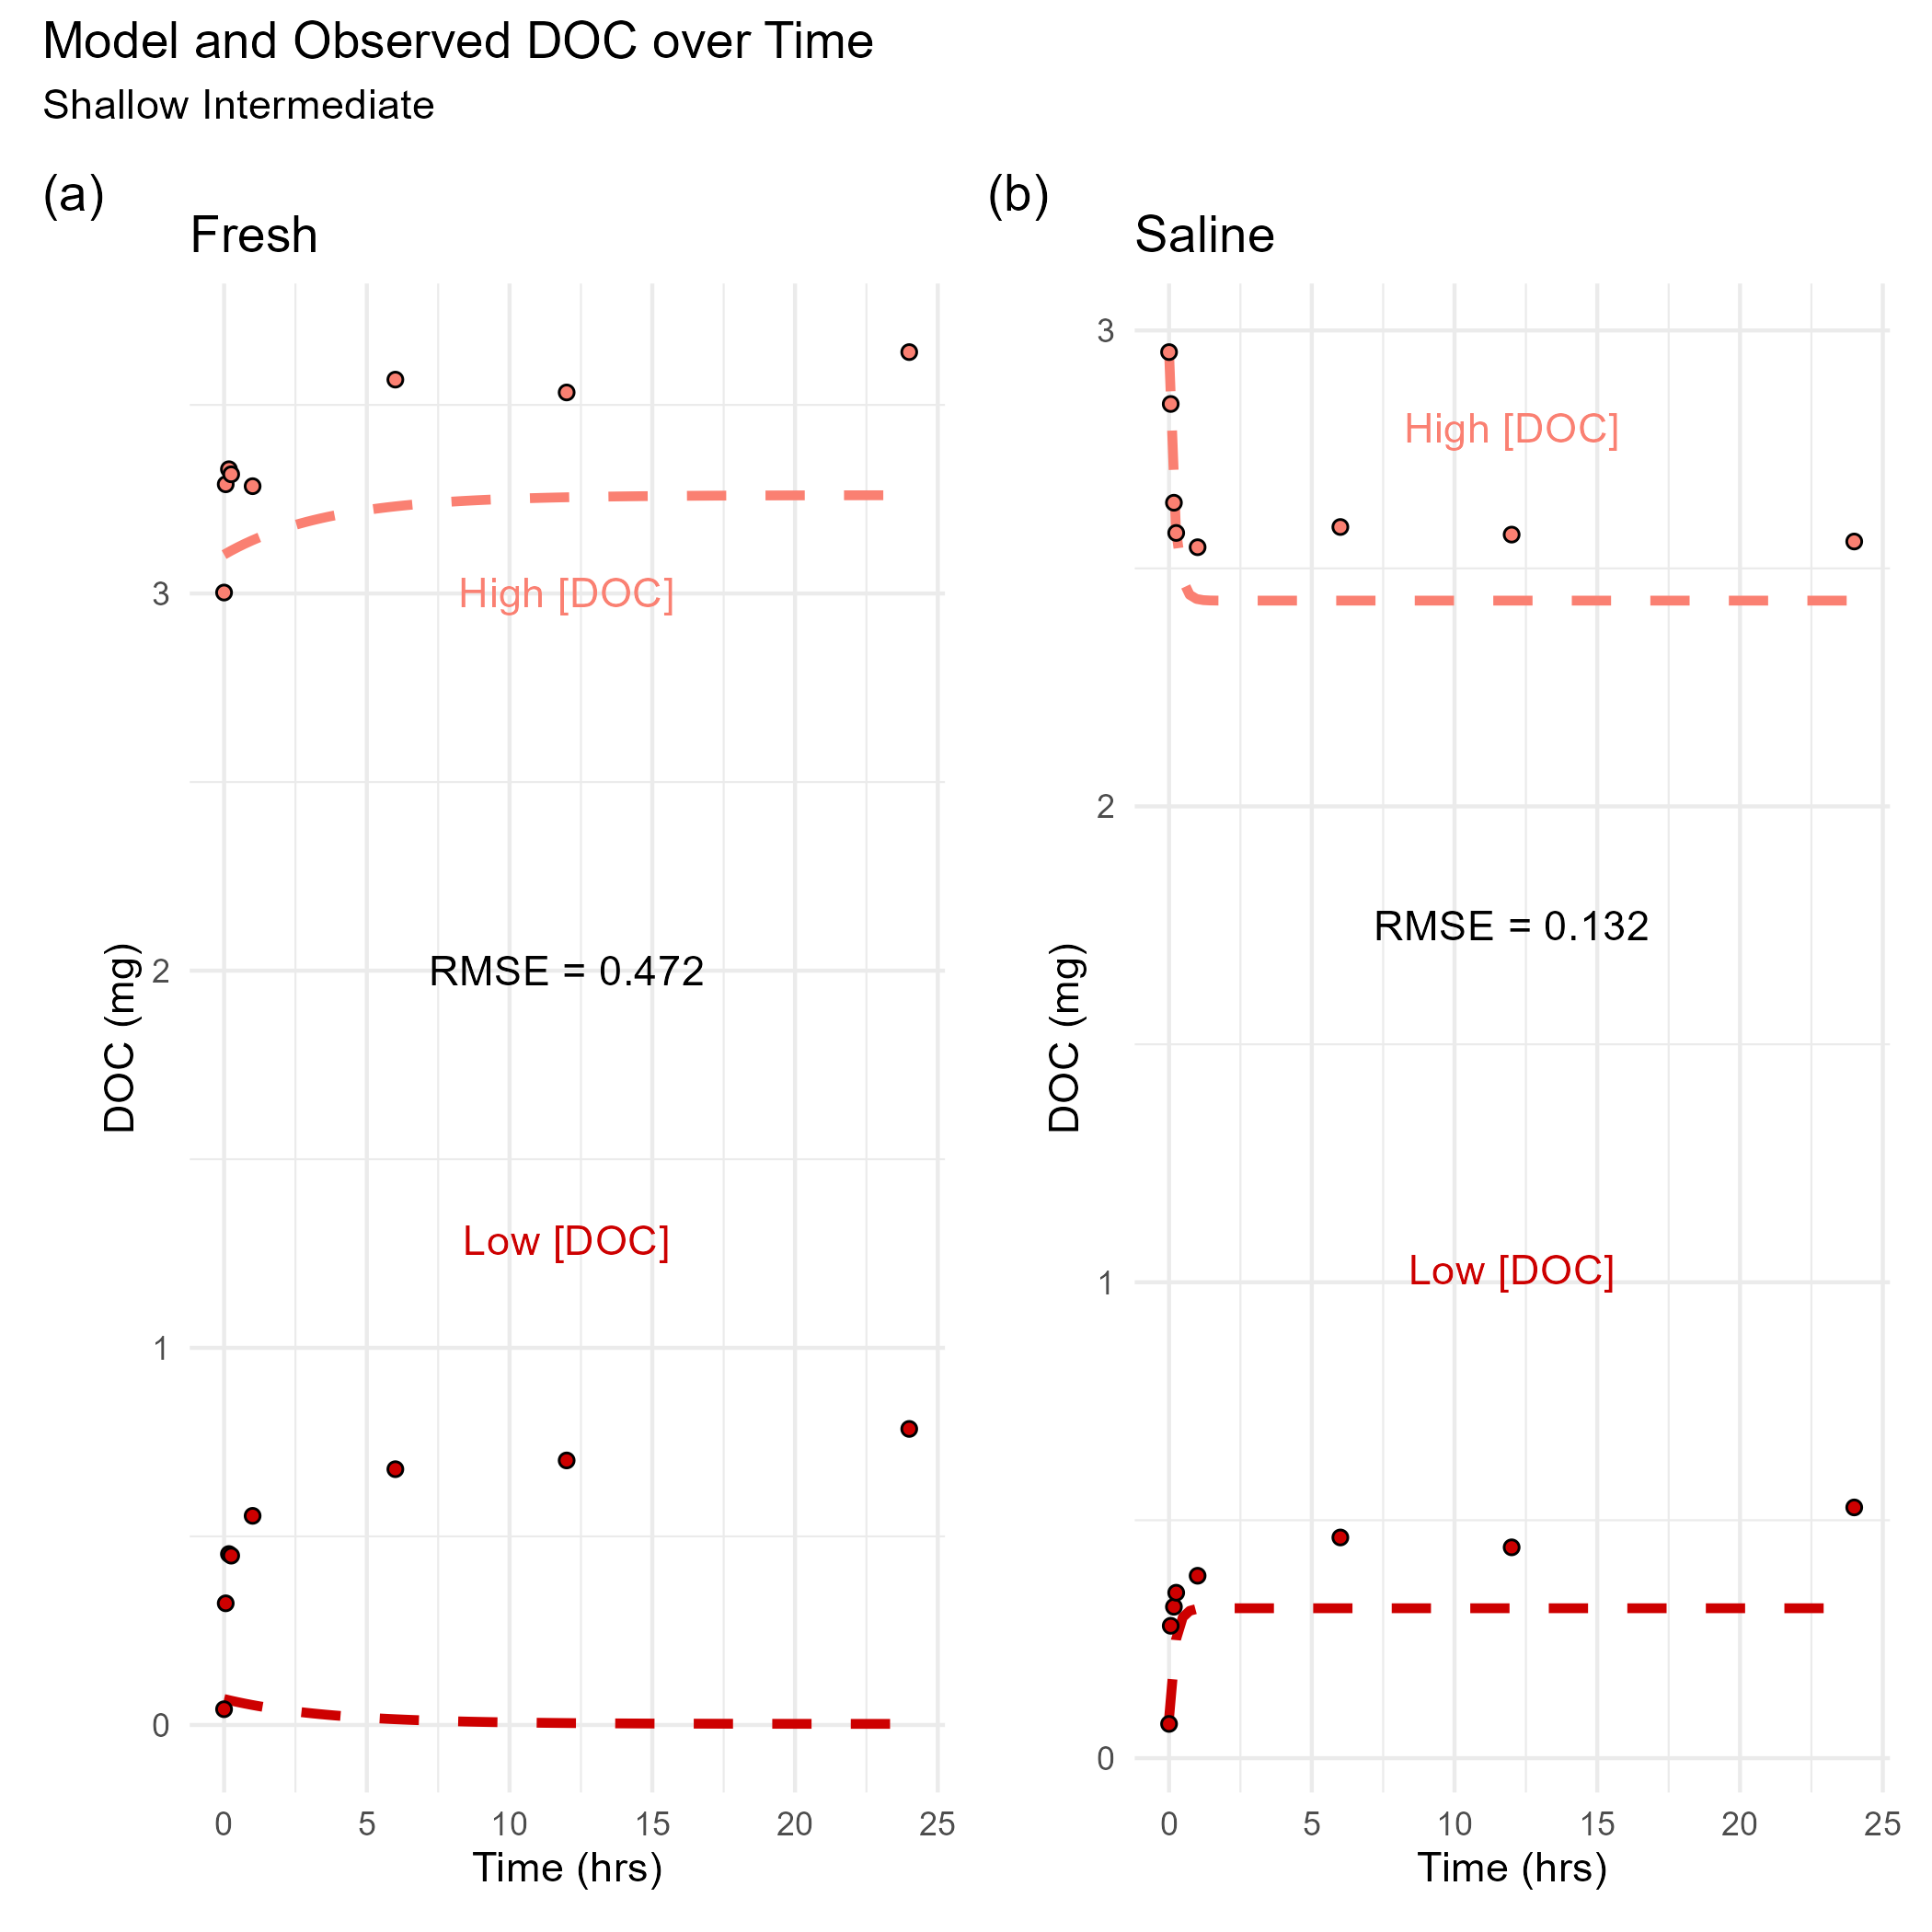 Model and Observed DOC over Time
Shallow Intermediate
(a)
Fresh
3
2
1
0
DOC (mg)
High [DOC]
RMSE = 0.472
Low [DOC]
0 5 10 15 20 25
Time (hrs)
(b)
Saline
3
2
1
0
DOC (mg)
High [DOC]
RMSE = 0.132
Low [DOC]
0 5 10 15 20 25
Time (hrs)